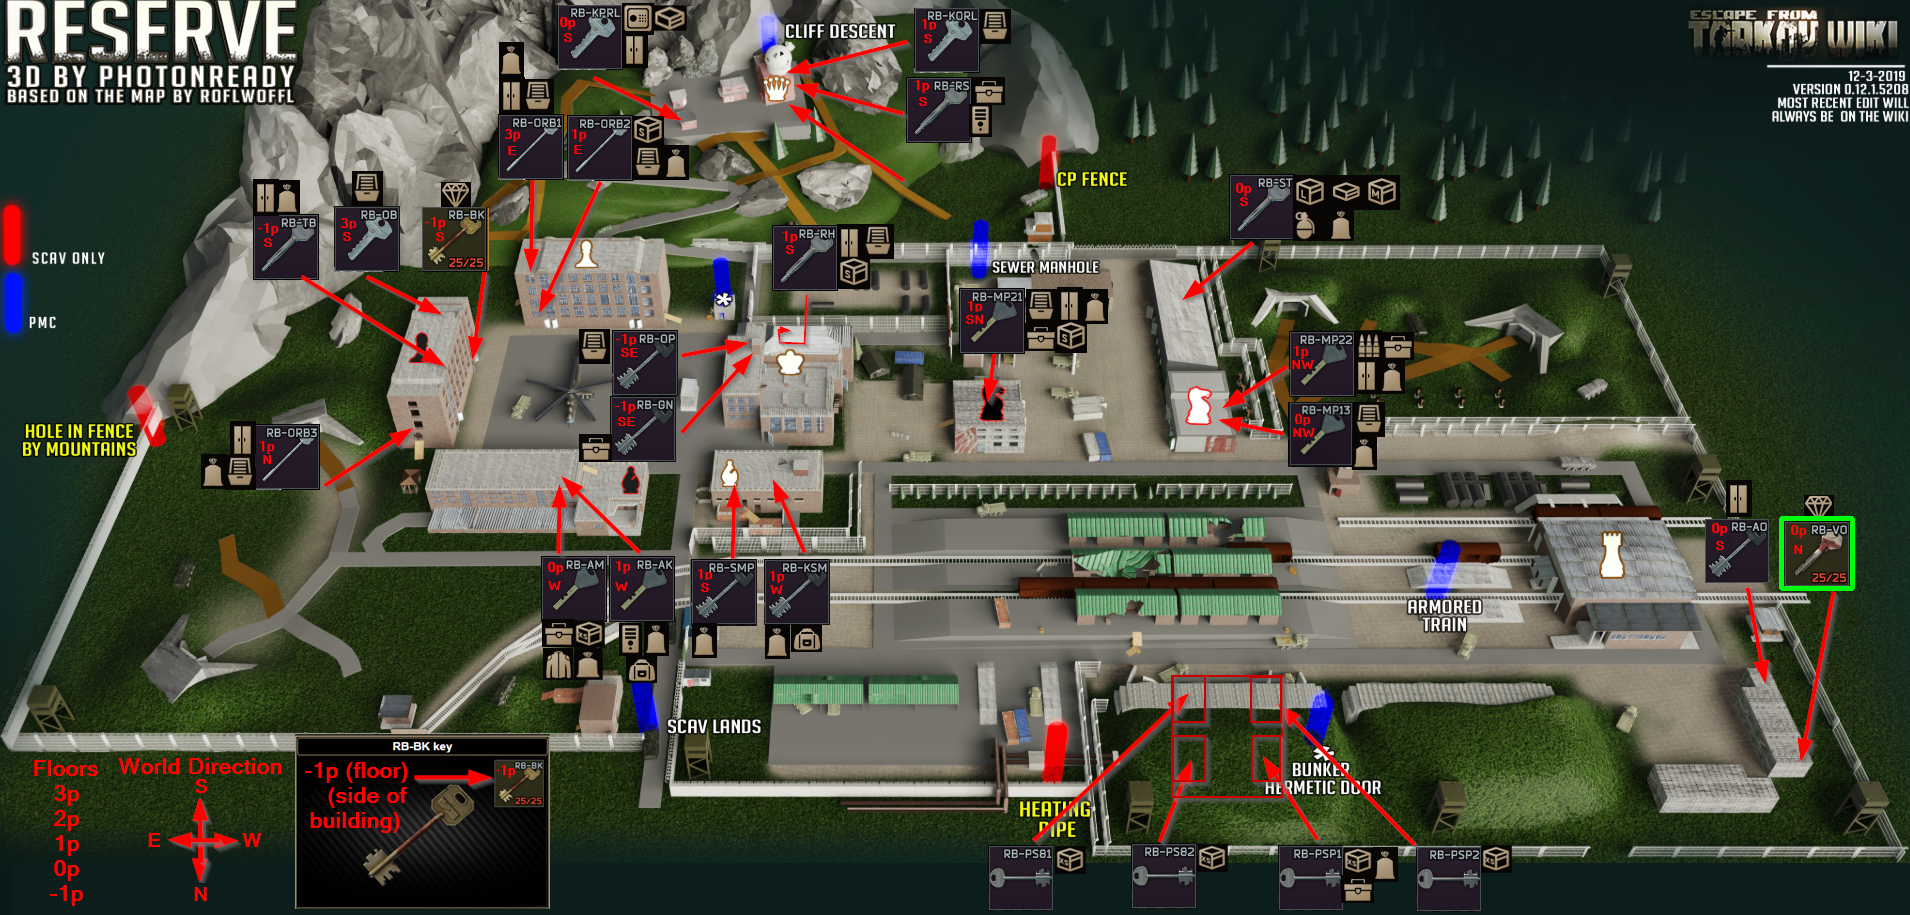 RESERVE
3D BY PHOTONREADY
BASED ON THE MAP BY ROFLWOFFL
ESCAPE FROM
TARKOV WIKI
12-3-2019
VERSION 0.12.1.5208
MOST RECENT EDIT WILL
ALWAYS BE ON THE WIKI
SCAV ONLY
PMC
CLIFF DESCENT
CP FENCE
SEWER MANHOLE
HOLE IN FENCE
BY MOUNTAINS
ARMORED
TRAIN
SCAV LANDS
HEATING
PIPE
BUNKER
HERMETIC DOOR
RB-KPRL
0p
S
RB-KORL
1p
S
RB-RS
1p
S
RB-ORB1
3p
E
RB-ORB2
1p
E
RB-TB
-1p
S
RB-OB
3p
S
RB-BK
-1p
S
25/25
RB-RH
1p
S
RB-ST
0p
S
RB-MP21
1p
SN
RB-OP
-1p
SE
RB-GN
-1p
SE
RB-MP22
1p
NW
RB-MP13
0p
NW
RB-ORB3
1p
N
RB-AO
0p
S
RB-VO
0p
N
25/25
RB-AM
0p
W
RB-AK
1p
W
RB-SMP
1p
S
RB-KSM
1p
W
RB-PS81
RB-PS82
RB-PSP1
RB-PSP2
Floors
3p
2p
1p
0p
-1p
World Direction
S
E W
N
RB-BK key
-1p (floor)
(side of
building)
-1p RB-BK
25/25